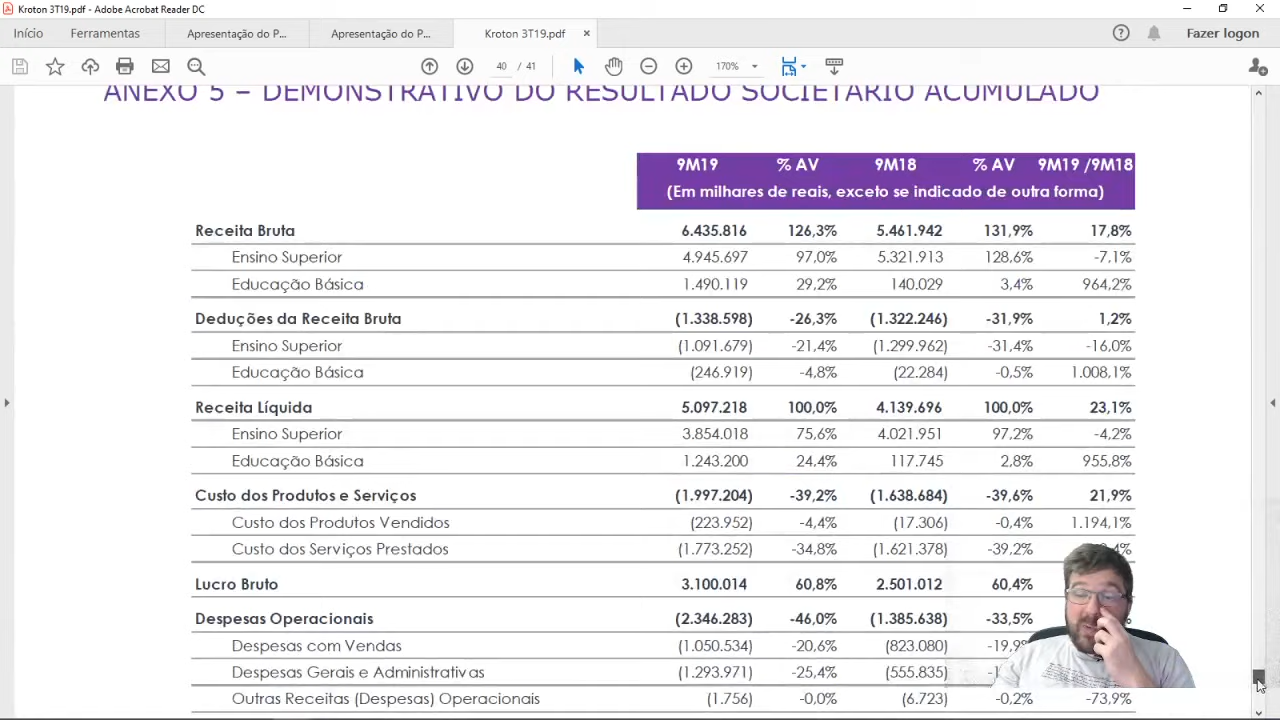 Kroton 3T19.pdf - Adobe Acrobat Reader DC
Início Ferramentas Apresentação do P... Apresentação do P... Kroton 3T19.pdf × Fazer logon
40 / 41 170%
ANEXO 5 – DEMONSTRATIVO DO RESULTADO SOCIETÁRIO ACUMULADO
9M19 % AV 9M18 % AV 9M19 /9M18
(Em milhares de reais, exceto se indicado de outra forma)
Receita Bruta 6.435.816 126,3% 5.461.942 131,9% 17,8%
Ensino Superior 4.945.697 97,0% 5.321.913 128,6% -7,1%
Educação Básica 1.490.119 29,2% 140.029 3,4% 964,2%
Deduções da Receita Bruta (1.338.598) -26,3% (1.322.246) -31,9% 1,2%
Ensino Superior (1.091.679) -21,4% (1.299.962) -31,4% -16,0%
Educação Básica (246.919) -4,8% (22.284) -0,5% 1.008,1%
Receita Líquida 5.097.218 100,0% 4.139.696 100,0% 23,1%
Ensino Superior 3.854.018 75,6% 4.021.951 97,2% -4,2%
Educação Básica 1.243.200 24,4% 117.745 2,8% 955,8%
Custo dos Produtos e Serviços (1.997.204) -39,2% (1.638.684) -39,6% 21,9%
Custo dos Produtos Vendidos (223.952) -4,4% (17.306) -0,4% 1.194,1%
Custo dos Serviços Prestados (1.773.252) -34,8% (1.621.378) -39,2%
Lucro Bruto 3.100.014 60,8% 2.501.012 60,4%
Despesas Operacionais (2.346.283) -46,0% (1.385.638) -33,5%
Despesas com Vendas (1.050.534) -20,6% (823.080)
Despesas Gerais e Administrativas (1.293.971) -25,4% (555.835)
Outras Receitas (Despesas) Operacionais (1.756) -0,0% (6.723) -0,2% -73,9%